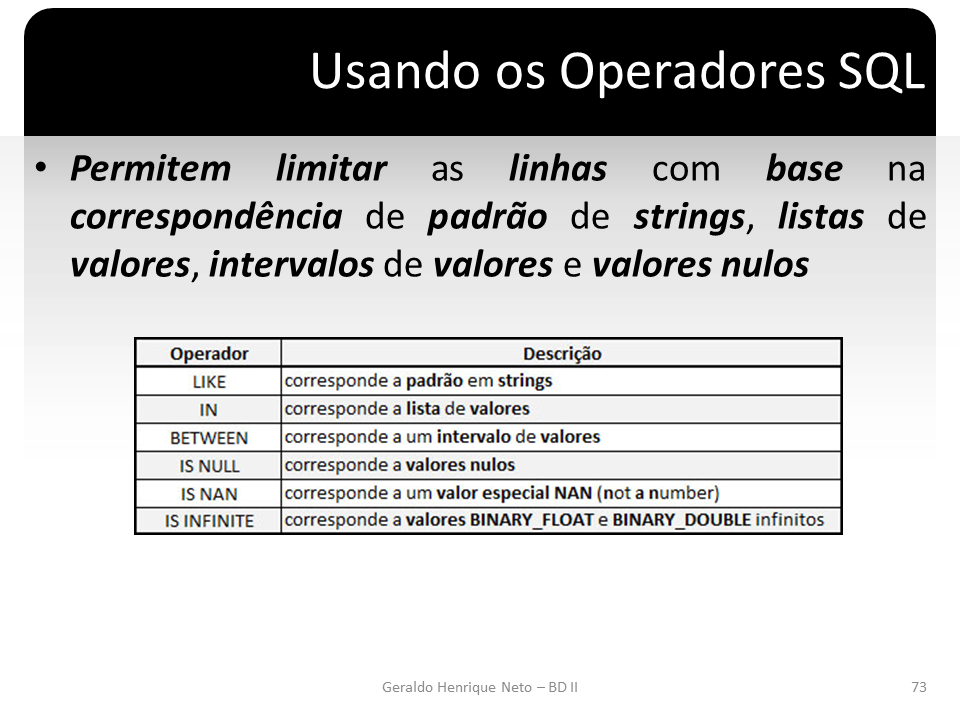 Usando os Operadores SQL
• Permitem limitar as linhas com base na
correspondência de padrão de strings, listas de
valores, intervalos de valores e valores nulos
Operador Descrição
LIKE corresponde a padrão em strings
IN corresponde a lista de valores
BETWEEN corresponde a um intervalo de valores
IS NULL corresponde a valores nulos
IS NAN corresponde a um valor especial NAN (not a number)
IS INFINITE corresponde a valores BINARY_FLOAT e BINARY_DOUBLE infinitos
Geraldo Henrique Neto – BD II 73